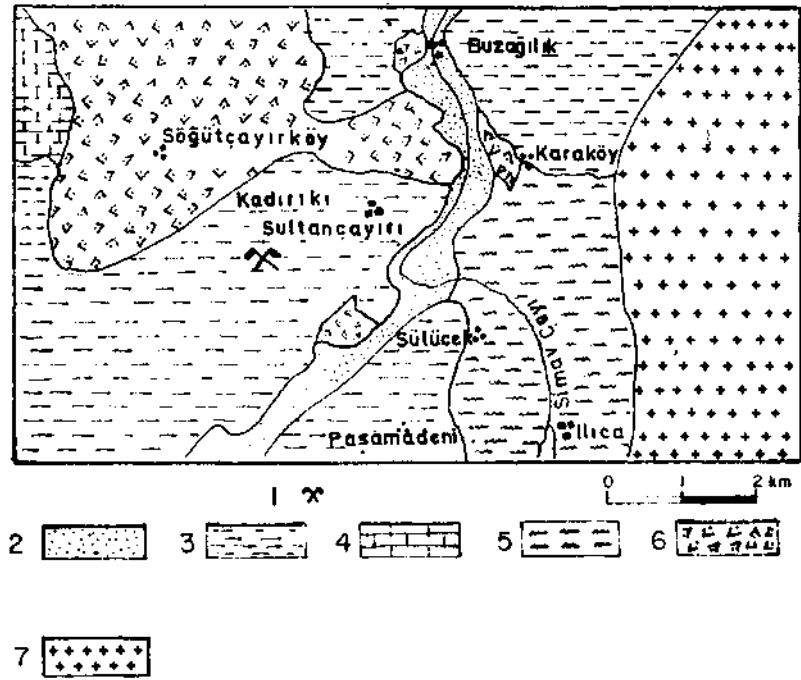 Buzağılık
Söğütçayırköy
Karaköy
Kadırıkı
Sultançayırı
Simav Çayı
Sülücek
Paşamadeni
Ilıca
1
0 1 2 km
2 3 4 5 6
7